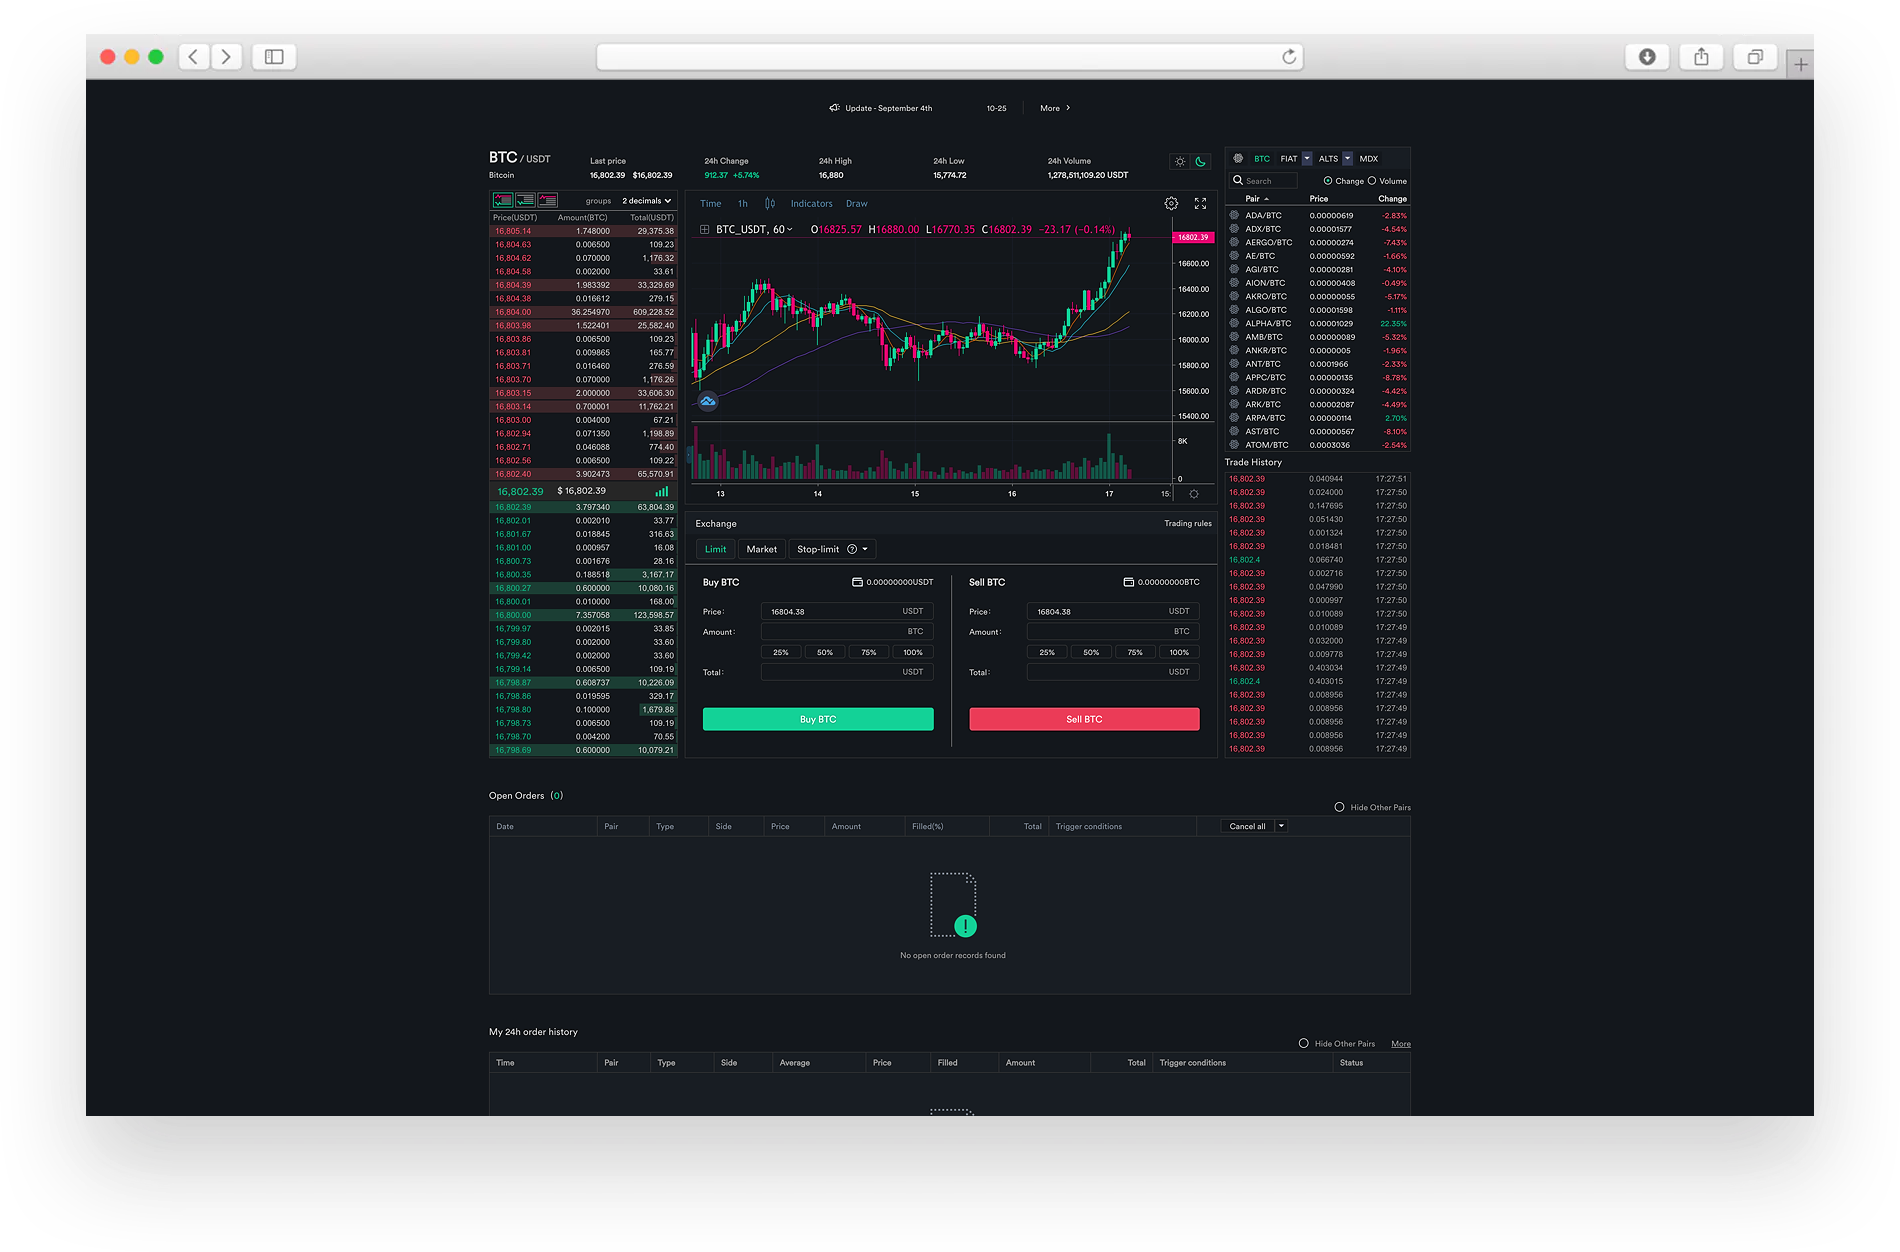 Update - September 4th 10-25 More
BTC / USDT
Bitcoin
Last price
16,802.39 $16,802.39
24h Change
912.37 +5.74%
24h High
16,880
24h Low
15,774.72
24h Volume
1,278,511,109.20 USDT
groups 2 decimals
Price(USDT) Amount(BTC) Total(USDT)
16,805.14 1.748000 29,375.38
16,804.63 0.006500 109.23
16,804.62 0.070000 1,176.32
16,804.58 0.002000 33.61
16,804.39 1.983392 33,329.69
16,804.38 0.016612 279.15
16,804.00 36.254970 609,228.52
16,803.98 1.522401 25,582.40
16,803.86 0.006500 109.23
16,803.81 0.009865 165.77
16,803.71 0.016460 276.59
16,803.70 0.070000 1,176.26
16,803.15 2.000000 33,606.30
16,803.14 0.700001 11,762.21
16,803.00 0.004000 67.21
16,802.94 0.071350 1,198.89
16,802.71 0.046088 774.40
16,802.56 0.006500 109.22
16,802.40 3.902473 65,570.91
16,802.39 $ 16,802.39
16,802.39 3.797340 63,804.39
16,802.01 0.002010 33.77
16,801.67 0.018845 316.63
16,801.00 0.000957 16.08
16,800.73 0.001676 28.16
16,800.35 0.188518 3,167.17
16,800.27 0.600000 10,080.16
16,800.01 0.010000 168.00
16,800.00 7.357058 123,598.57
16,799.97 0.002015 33.85
16,799.80 0.002000 33.60
16,799.42 0.002000 33.60
16,799.14 0.006500 109.19
16,798.87 0.608737 10,226.09
16,798.86 0.019595 329.17
16,798.80 0.100000 1,679.88
16,798.73 0.006500 109.19
16,798.70 0.004200 70.55
16,798.69 0.600000 10,079.21
Time 1h Indicators Draw
BTC_USDT, 60 O16825.57 H16880.00 L16770.35 C16802.39 -23.17 (-0.14%)
16802.39
16600.00
16400.00
16200.00
16000.00
15800.00
15600.00
15400.00
8K
0
13 14 15 16 17 15:
Exchange Trading rules
Limit Market Stop-limit ?
Buy BTC 0.00000000USDT
Price: 16804.38 USDT
Amount: BTC
25% 50% 75% 100%
Total: USDT
Buy BTC
Sell BTC 0.00000000BTC
Price: 16804.38 USDT
Amount: BTC
25% 50% 75% 100%
Total: USDT
Sell BTC
BTC FIAT ALTS MDX
Search Change Volume
Pair Price Change
ADA/BTC 0.00000619 -2.83%
ADX/BTC 0.00001577 -4.54%
AERGO/BTC 0.00000274 -7.43%
AE/BTC 0.00000592 -1.66%
AGI/BTC 0.00000281 -4.10%
AION/BTC 0.00000408 -0.49%
AKRO/BTC 0.00000055 -5.17%
ALGO/BTC 0.00001598 -1.11%
ALPHA/BTC 0.00001029 22.35%
AMB/BTC 0.00000089 -5.32%
ANKR/BTC 0.0000005 -1.96%
ANT/BTC 0.0001966 -2.33%
APPC/BTC 0.00000135 -8.78%
ARDR/BTC 0.00000324 -4.42%
ARK/BTC 0.00002087 -4.49%
ARPA/BTC 0.00000114 2.70%
AST/BTC 0.00000567 -8.10%
ATOM/BTC 0.0003036 -2.54%
Trade History
16,802.39 0.040944 17:27:51
16,802.39 0.024000 17:27:50
16,802.39 0.147695 17:27:50
16,802.39 0.051430 17:27:50
16,802.39 0.001324 17:27:50
16,802.39 0.018481 17:27:50
16,802.4 0.066740 17:27:50
16,802.39 0.002716 17:27:50
16,802.39 0.047990 17:27:50
16,802.39 0.000997 17:27:50
16,802.39 0.010089 17:27:50
16,802.39 0.010089 17:27:49
16,802.39 0.032000 17:27:49
16,802.39 0.009778 17:27:49
16,802.39 0.403034 17:27:49
16,802.4 0.403015 17:27:49
16,802.39 0.008956 17:27:49
16,802.39 0.008956 17:27:49
16,802.39 0.008956 17:27:49
16,802.39 0.008956 17:27:49
16,802.39 0.008956 17:27:49
Open Orders (0)
Hide Other Pairs
Date Pair Type Side Price Amount Filled(%) Total Trigger conditions Cancel all
No open order records found
My 24h order history
Hide Other Pairs More
Time Pair Type Side Average Price Filled Amount Total Trigger conditions Status